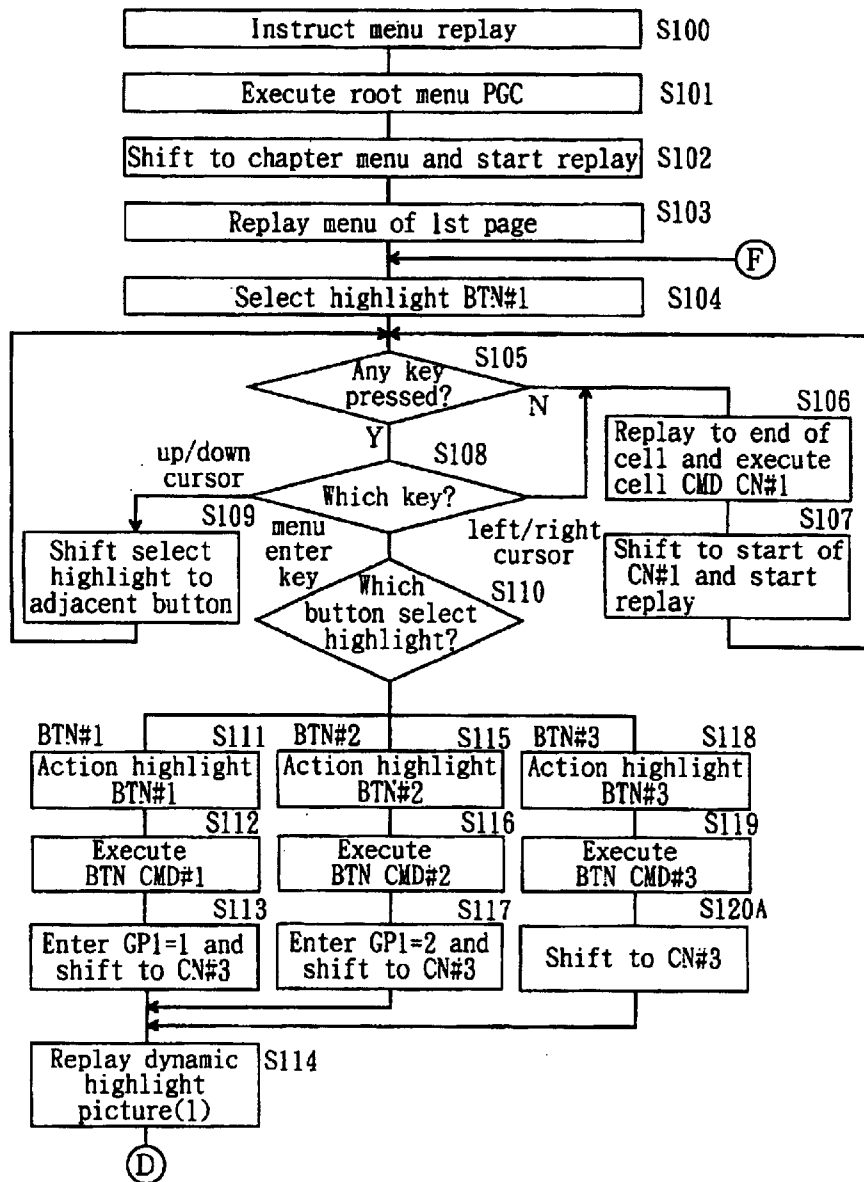 Instruct menu replay
S100
Execute root menu PGC
S101
Shift to chapter menu and start replay
S102
Replay menu of 1st page
S103
F
Select highlight BTN#1
S104
Any key
pressed?
S105
N
Y
S106
Replay to end of
cell and execute
cell CMD CN#1
up/down
cursor
S108
Which key?
S109
Shift select
highlight to
adjacent button
menu
enter
key
left/right
cursor
S107
Shift to start of
CN#1 and start
replay
Which
button select
highlight?
S110
BTN#1
S111
Action highlight
BTN#1
S112
Execute
BTN CMD#1
S113
Enter GP1=1 and
shift to CN#3
BTN#2
S115
Action highlight
BTN#2
S116
Execute
BTN CMD#2
S117
Enter GP1=2 and
shift to CN#3
BTN#3
S118
Action highlight
BTN#3
S119
Execute
BTN CMD#3
S120A
Shift to CN#3
Replay dynamic
highlight
picture(1)
S114
D